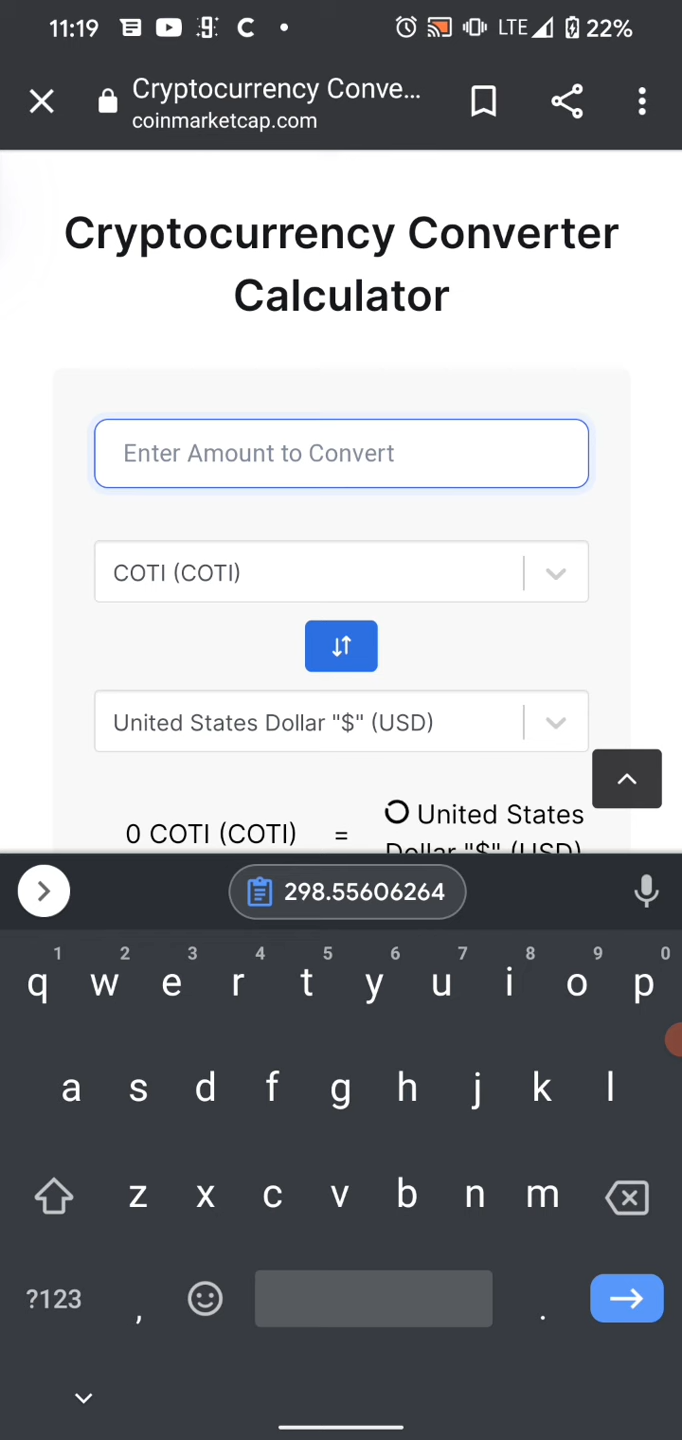 11:19 LTE 22%
Cryptocurrency Conve...
coinmarketcap.com
Cryptocurrency Converter
Calculator
Enter Amount to Convert
COTI (COTI)
United States Dollar "$" (USD)
0 COTI (COTI) = United States
Dollar "$" (USD)
298.55606264
1 2 3 4 5 6 7 8 9 0
q w e r t y u i o p
a s d f g h j k l
z x c v b n m
?123 , .